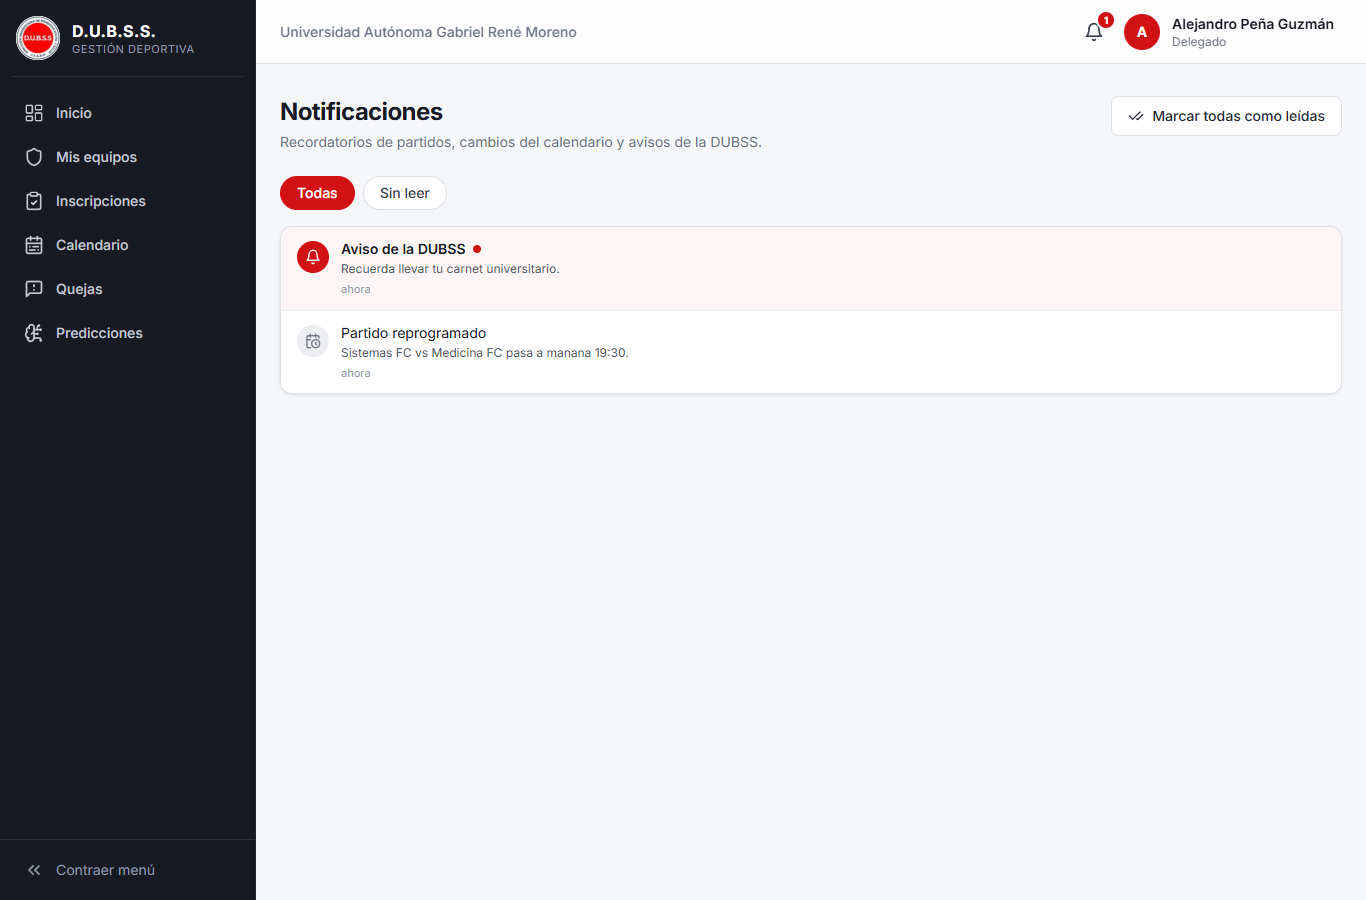 D.U.B.S.S
D.U.B.S.S.
GESTIÓN DEPORTIVA
Inicio
Mis equipos
Inscripciones
Calendario
Quejas
Predicciones
Contraer menú
Universidad Autónoma Gabriel René Moreno
1
A
Alejandro Peña Guzmán
Delegado
Notificaciones
Recordatorios de partidos, cambios del calendario y avisos de la DUBSS.
Marcar todas como leídas
Todas
Sin leer
Aviso de la DUBSS
Recuerda llevar tu carnet universitario.
ahora
Partido reprogramado
Sistemas FC vs Medicina FC pasa a manana 19:30.
ahora